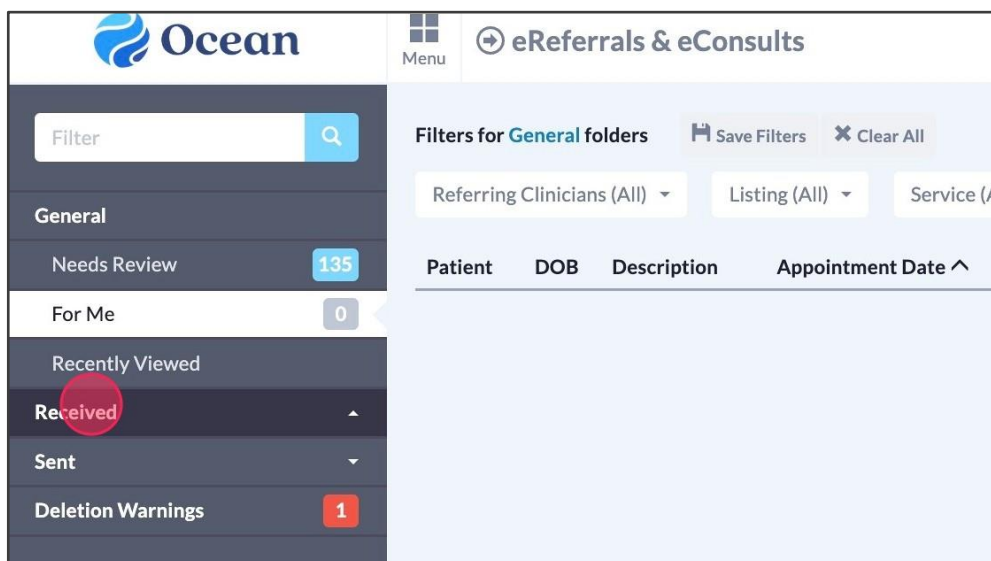 Ocean
Menu
eReferrals & eConsults
Filter
General
Needs Review 135
For Me 0
Recently Viewed
Received
Sent
Deletion Warnings 1
Filters for General folders Save Filters Clear All
Referring Clinicians (All) Listing (All) Service (
Patient DOB Description Appointment Date